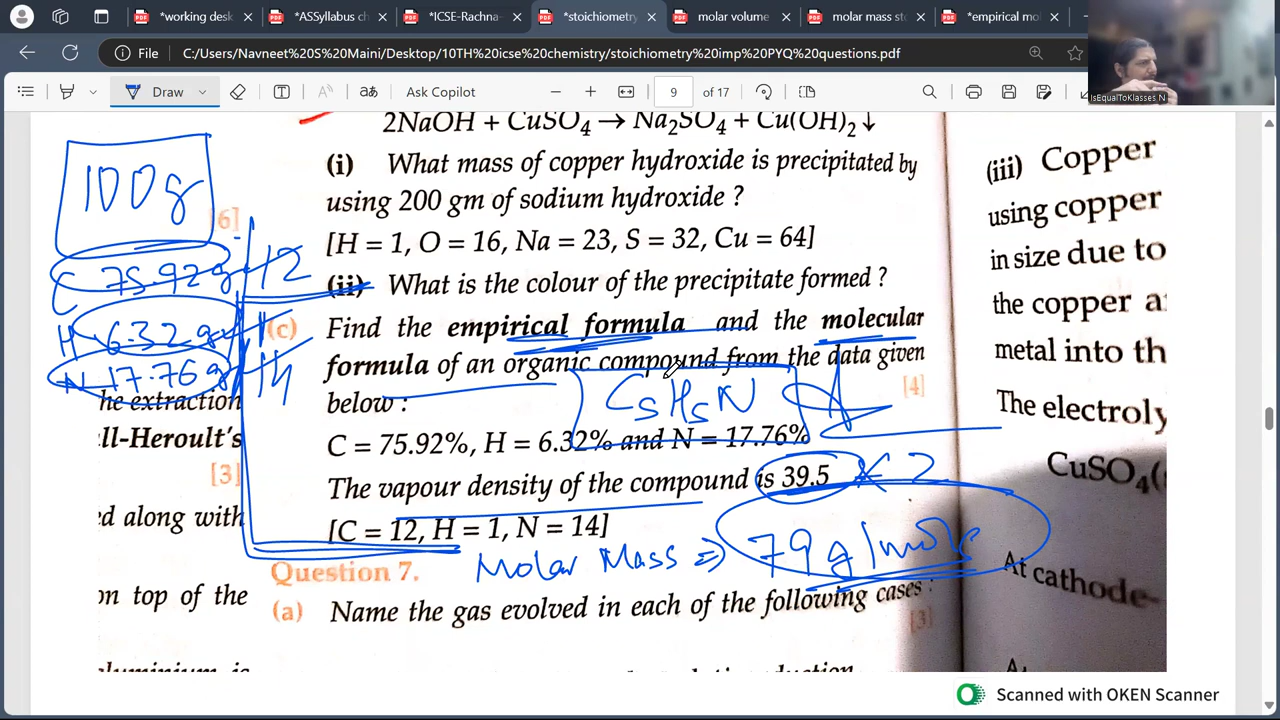 *working desk
*ASSyllabus ch
*ICSE-Rachna-
*stoichiometry
molar volume
molar mass st
*empirical mol
File C:/Users/Navneet%20S%20Maini/Desktop/10TH%20icse%20chemistry/stoichiometry%20imp%20PYQ%20questions.pdf
Draw
Ask Copilot
9 of 17
IsEqualToKlasses N
2NaOH + CuSO₄ → Na₂SO₄ + Cu(OH)₂↓
(i) What mass of copper hydroxide is precipitated by
using 200 gm of sodium hydroxide ?
[H = 1, O = 16, Na = 23, S = 32, Cu = 64]
(ii) What is the colour of the precipitate formed ?
(c) Find the empirical formula and the molecular
formula of an organic compound from the data given
below : [4]
C = 75.92%, H = 6.32% and N = 17.76%
The vapour density of the compound is 39.5
[C = 12, H = 1, N = 14]
Question 7.
(a) Name the gas evolved in each of the following cases :
[3]
100g
[6]
C 75.92g 12
H 6.32g 1
N 17.76g 14
C₅H₅N
× 2
Molar Mass ⇒ 79 g/mole
the extraction
ll-Heroult's
[3]
d along with
on top of the
(iii) Copper
using copper
in size due to
the copper a
metal into th
The electroly
CuSO₄(
At cathode-
Scanned with OKEN Scanner